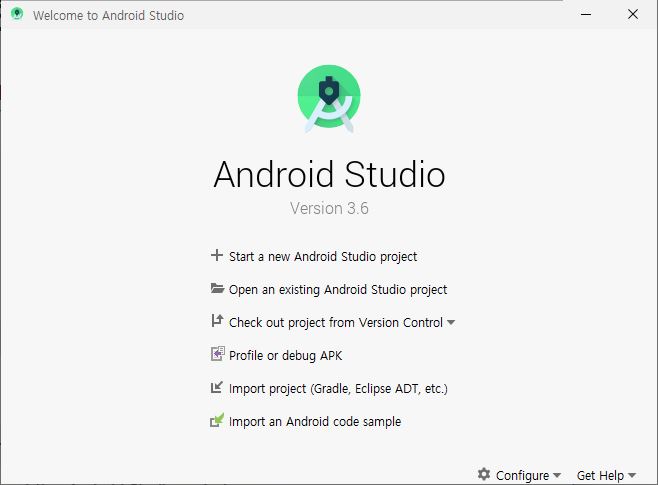 Welcome to Android Studio
Android Studio
Version 3.6
Start a new Android Studio project
Open an existing Android Studio project
Check out project from Version Control
Profile or debug APK
Import project (Gradle, Eclipse ADT, etc.)
Import an Android code sample
Configure
Get Help